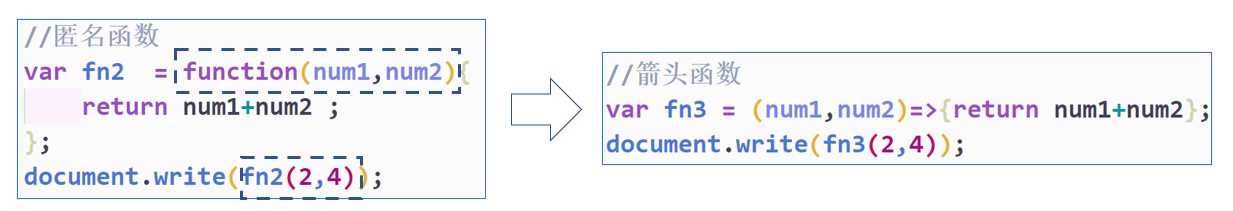 //匿名函数
var fn2  = function(num1,num2){
    return num1+num2 ;
};
document.write(fn2(2,4));
//箭头函数
var fn3 = (num1,num2)=>{return num1+num2};
document.write(fn3(2,4));